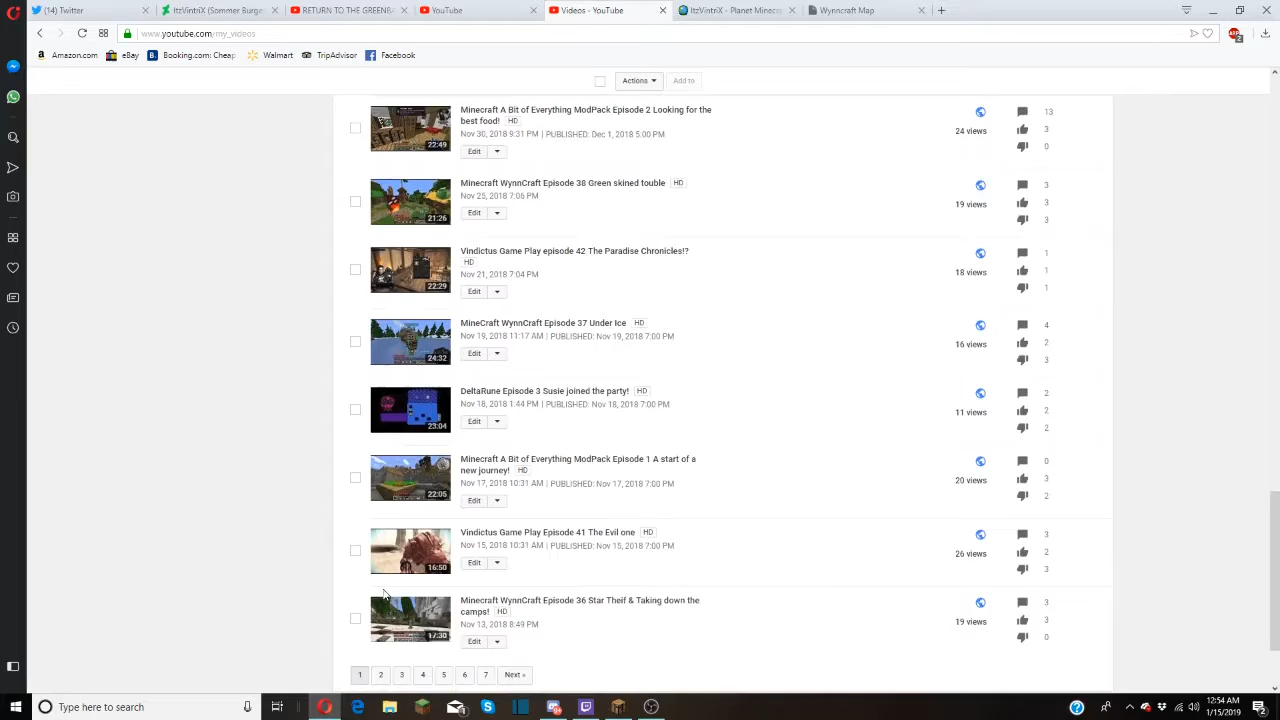 (14) Twitter
ItzVintriX (Sommer Burge
RETURN TO THE GREENBA
YouTube
Videos - YouTube
ItzVintriX - Planet Minecra
Wynncraft Map
www.youtube.com/my_videos
2
Amazon.com
eBay
Booking.com: Cheap
Walmart
TripAdvisor
Facebook
Actions
Add to
Minecraft A Bit of Everything ModPack Episode 2 Looking for the
best food! HD
Nov 30, 2018 9:31 PM | PUBLISHED: Dec 1, 2018 5:00 PM
Edit
22:49
24 views
13
3
0
Minecraft WynnCraft Episode 38 Green skined touble HD
Nov 25, 2018 7:06 PM
Edit
21:26
19 views
3
3
3
Vindictus Game Play episode 42 The Paradise Chronicles!?
HD
Nov 21, 2018 7:04 PM
Edit
22:29
18 views
1
1
1
MineCraft WynnCraft Episode 37 Under Ice HD
Nov 19, 2018 11:17 AM | PUBLISHED: Nov 19, 2018 7:00 PM
Edit
24:32
16 views
4
2
3
DeltaRune Episode 3 Susie joined the party! HD
Nov 18, 2018 1:44 PM | PUBLISHED: Nov 18, 2018 7:00 PM
Edit
23:04
11 views
2
2
2
Minecraft A Bit of Everything ModPack Episode 1 A start of a
new journey! HD
Nov 17, 2018 10:31 AM | PUBLISHED: Nov 17, 2018 7:00 PM
Edit
22:05
20 views
0
3
2
Vindictus Game Play Episode 41 The Evil one HD
Nov 15, 2018 10:31 AM | PUBLISHED: Nov 15, 2018 7:00 PM
Edit
16:50
26 views
3
2
3
Minecraft WynnCraft Episode 36 Star Theif & Taking down the
camps! HD
Nov 13, 2018 8:49 PM
Edit
17:30
19 views
3
3
0
1 2 3 4 5 6 7 Next »
Type here to search
12:54 AM
1/15/2019
2